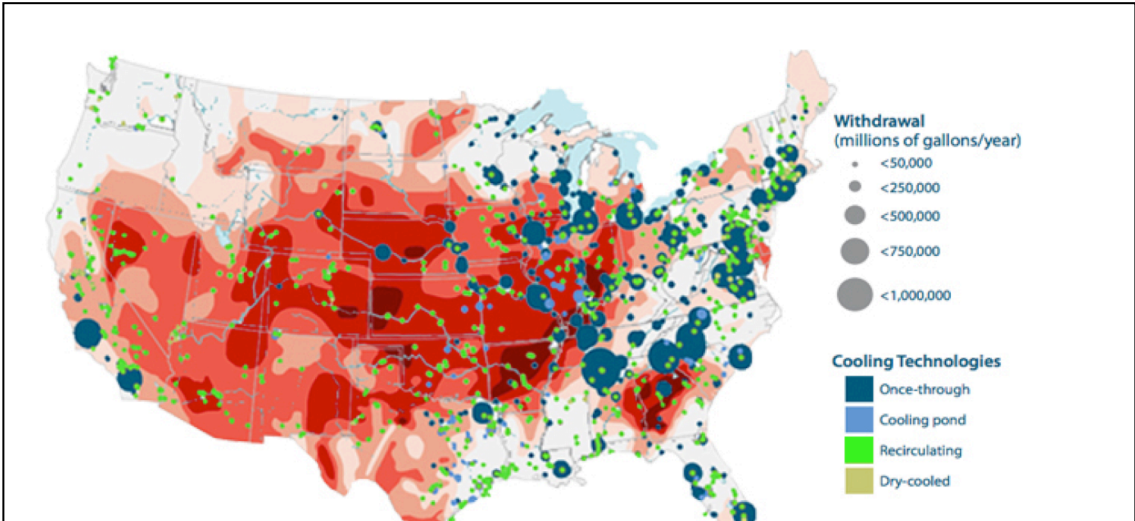 Withdrawal
(millions of gallons/year)
<50,000
<250,000
<500,000
<750,000
<1,000,000
Cooling Technologies
Once-through
Cooling pond
Recirculating
Dry-cooled